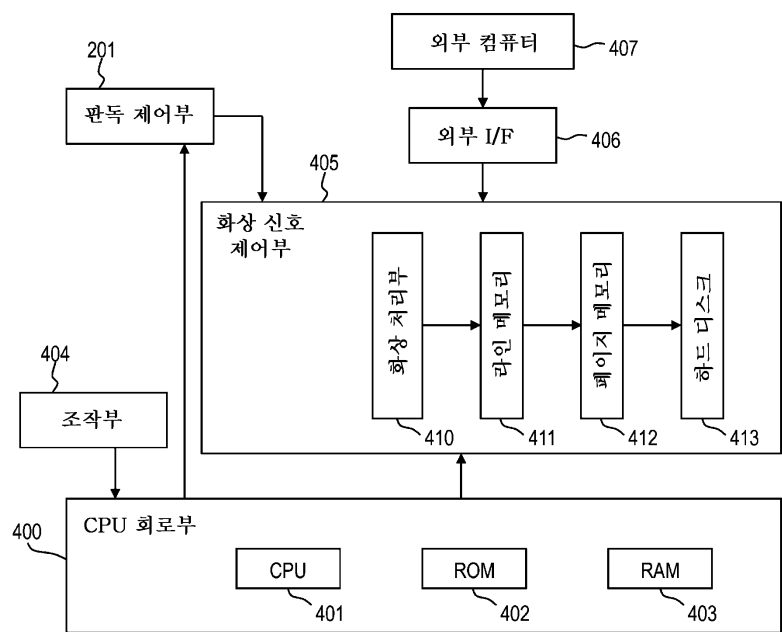 외부 컴퓨터
407
201
판독 제어부
외부 I/F
406
405
화상 신호
제어부
화상 처리부
라인 메모리
페이지 메모리
하드 디스크
410
411
412
413
404
조작부
400
CPU 회로부
CPU
ROM
RAM
401
402
403